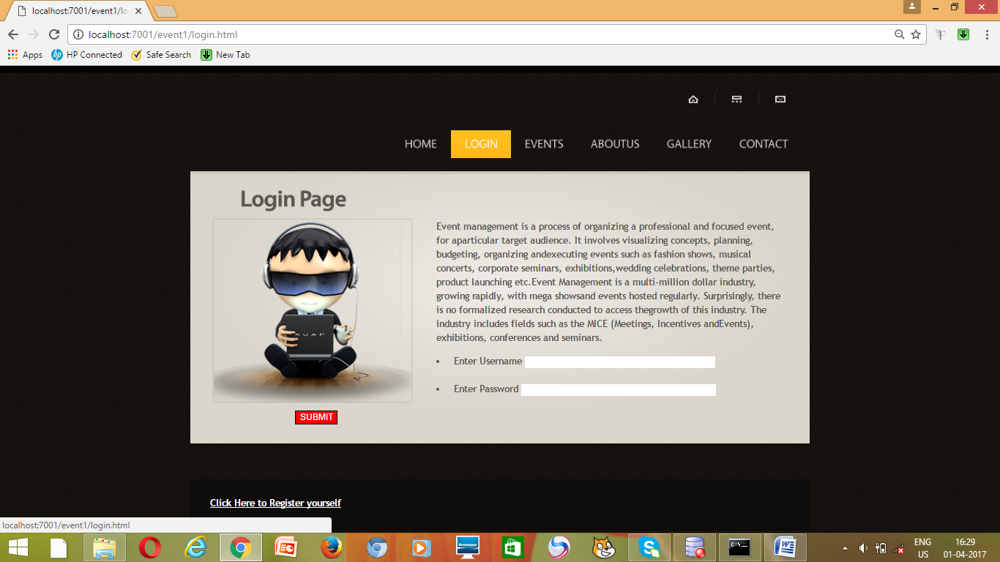 localhost:7001/event1/lo
localhost:7001/event1/login.html
Apps HP Connected Safe Search New Tab
HOME LOGIN EVENTS ABOUTUS GALLERY CONTACT
Login Page
Event management is a process of organizing a professional and focused event,
for aparticular target audience. It involves visualizing concepts, planning,
budgeting, organizing andexecuting events such as fashion shows, musical
concerts, corporate seminars, exhibitions,wedding celebrations, theme parties,
product launching etc.Event Management is a multi-million dollar industry,
growing rapidly, with mega showsand events hosted regularly. Surprisingly, there
is no formalized research conducted to access thegrowth of this industry. The
industry includes fields such as the MICE (Meetings, Incentives andEvents),
exhibitions, conferences and seminars.
KUAP
• Enter Username
• Enter Password
SUBMIT
Click Here to Register yourself
localhost:7001/event1/login.html
lenovo
ENG 16:29
US 01-04-2017